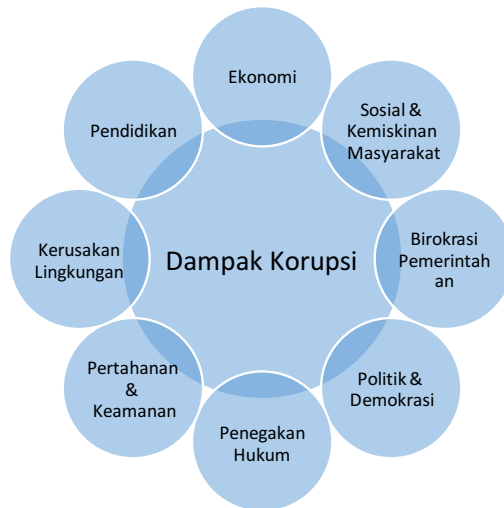 Ekonomi
Sosial &
Kemiskinan
Masyarakat
Birokrasi
Pemerintah
an
Politik &
Demokrasi
Penegakan
Hukum
Pertahanan
&
Keamanan
Kerusakan
Lingkungan
Pendidikan
Dampak Korupsi